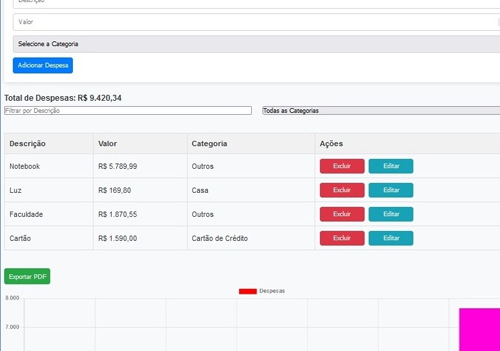 Descrição
Valor
Selecione a Categoria
Adicionar Despesa
Total de Despesas: R$ 9.420,34
Filtrar por Descrição Todas as Categorias
Descrição Valor Categoria Ações
Notebook R$ 5.789,99 Outros Excluir Editar
Luz R$ 169,80 Casa Excluir Editar
Faculdade R$ 1.870,55 Outros Excluir Editar
Cartão R$ 1.590,00 Cartão de Crédito Excluir Editar
Exportar PDF
Despesas
8.000
7.000